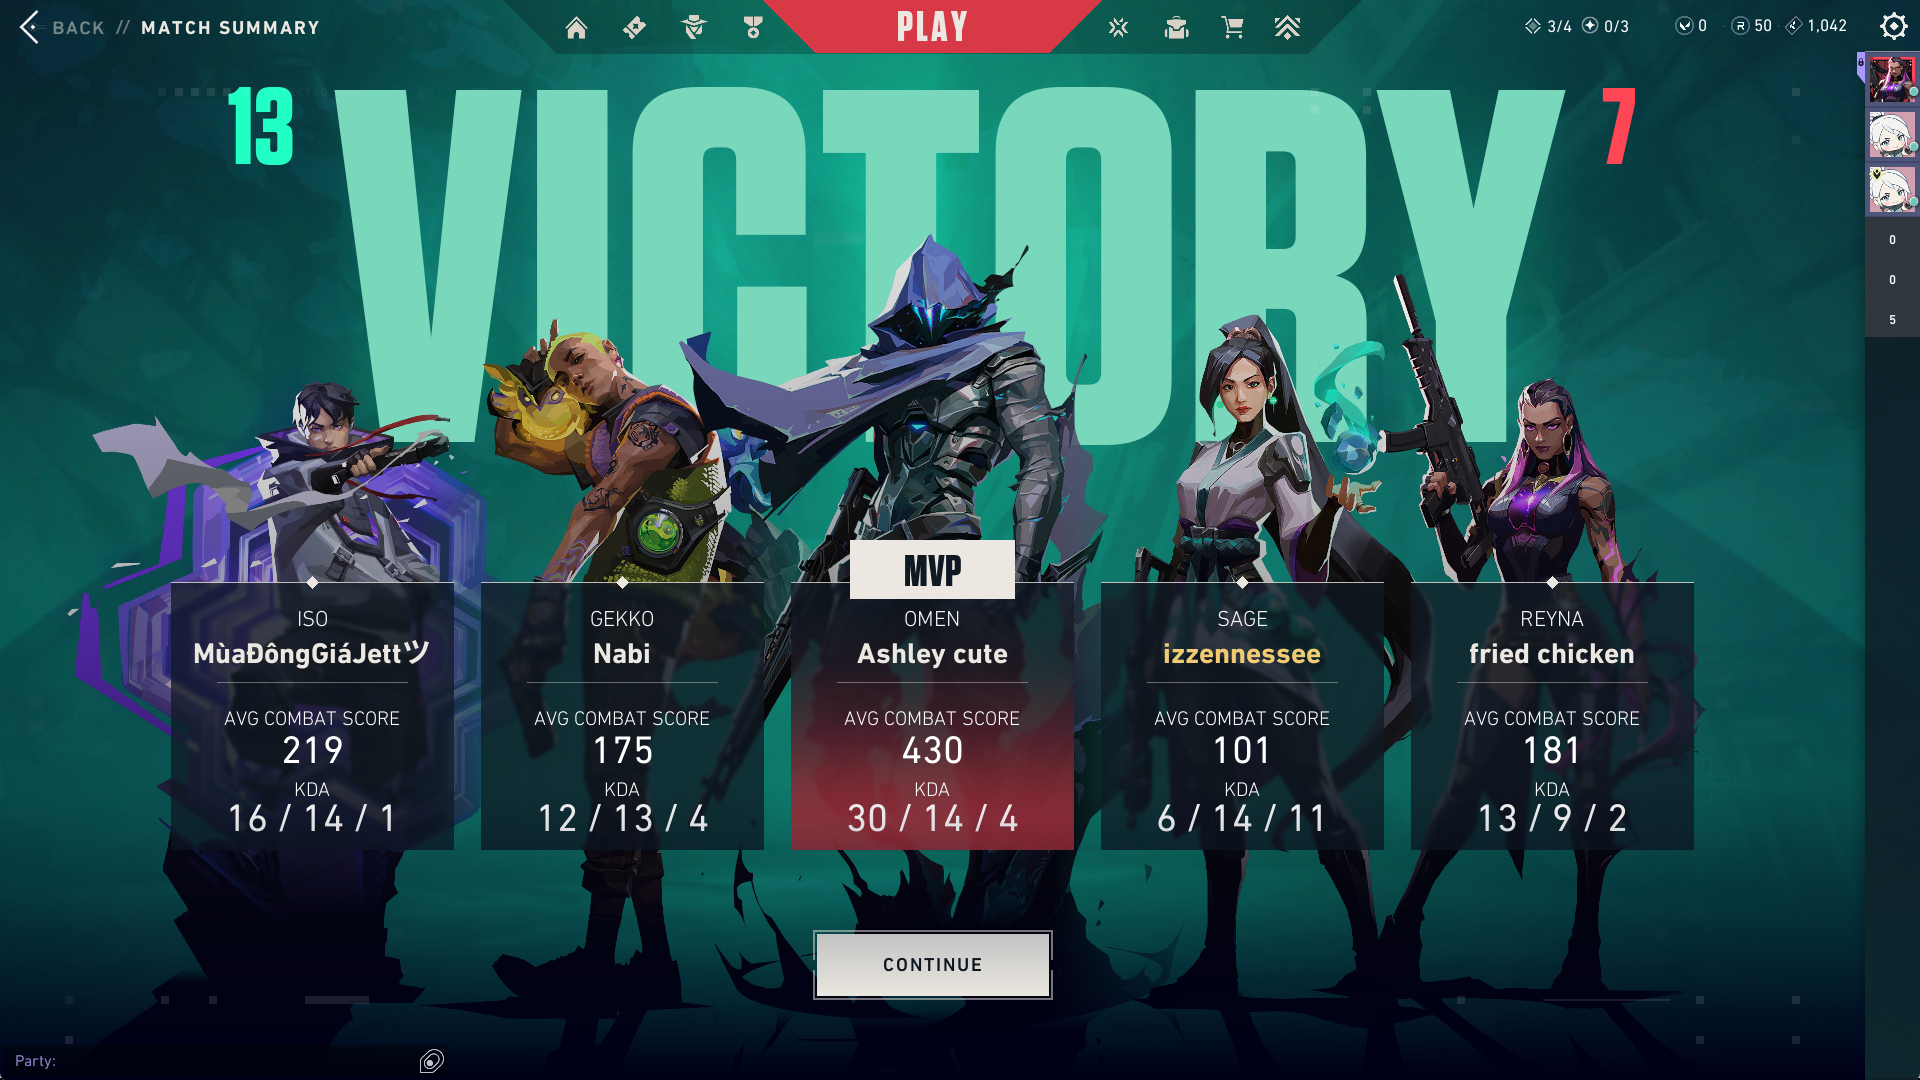 BACK // MATCH SUMMARY
PLAY
3/4 0/3 0 50 1,042
13
VICTORY
7
0
0
5
MVP
ISO
MùaĐôngGiáJettツ
AVG COMBAT SCORE
219
KDA
16 / 14 / 1
GEKKO
Nabi
AVG COMBAT SCORE
175
KDA
12 / 13 / 4
OMEN
Ashley cute
AVG COMBAT SCORE
430
KDA
30 / 14 / 4
SAGE
izzennessee
AVG COMBAT SCORE
101
KDA
6 / 14 / 11
REYNA
fried chicken
AVG COMBAT SCORE
181
KDA
13 / 9 / 2
CONTINUE
Party: